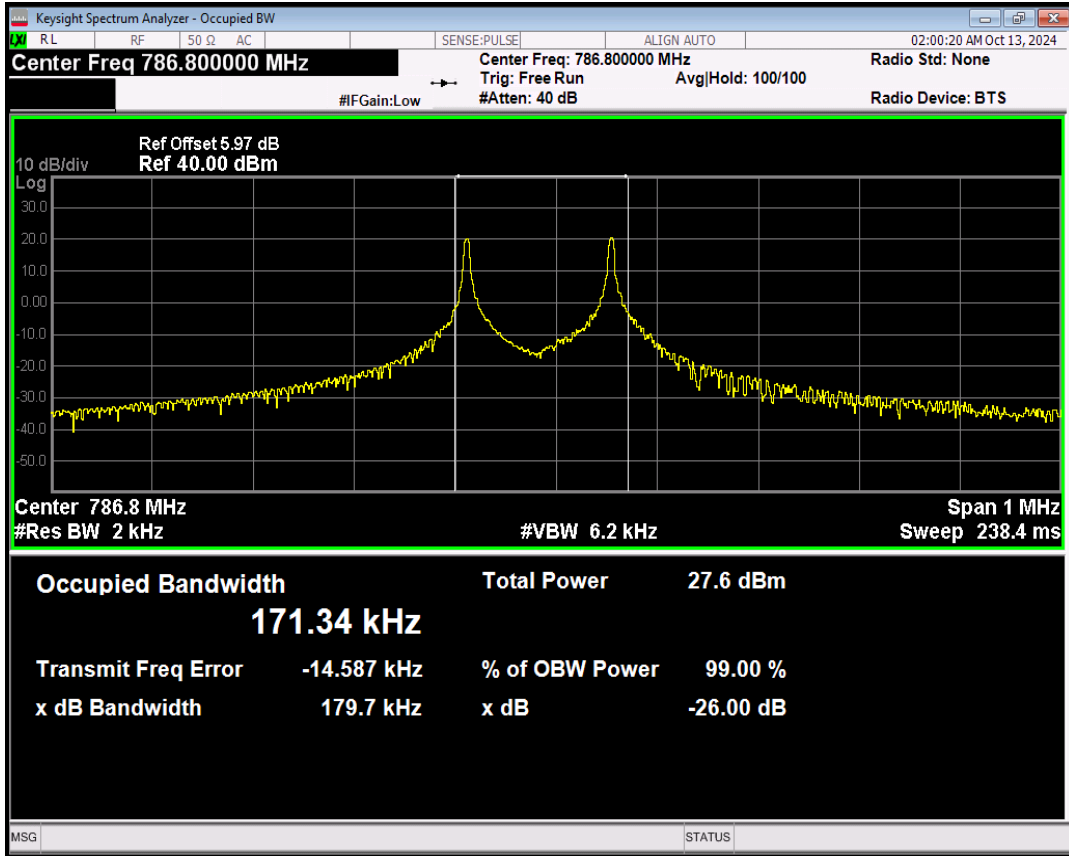 Keysight Spectrum Analyzer - Occupied BW
LXI RL RF 50 Ω AC SENSE:PULSE ALIGN AUTO 02:00:20 AM Oct 13, 2024
Center Freq 786.800000 MHz Center Freq: 786.800000 MHz Radio Std: None
Trig: Free Run Avg|Hold: 100/100
#IFGain:Low #Atten: 40 dB Radio Device: BTS
Ref Offset 5.97 dB
10 dB/div Ref 40.00 dBm
Log
30.0
20.0
10.0
0.00
-10.0
-20.0
-30.0
-40.0
-50.0
Center 786.8 MHz Span 1 MHz
#Res BW 2 kHz #VBW 6.2 kHz Sweep 238.4 ms
Occupied Bandwidth Total Power 27.6 dBm
171.34 kHz
Transmit Freq Error -14.587 kHz % of OBW Power 99.00 %
x dB Bandwidth 179.7 kHz x dB -26.00 dB
MSG STATUS